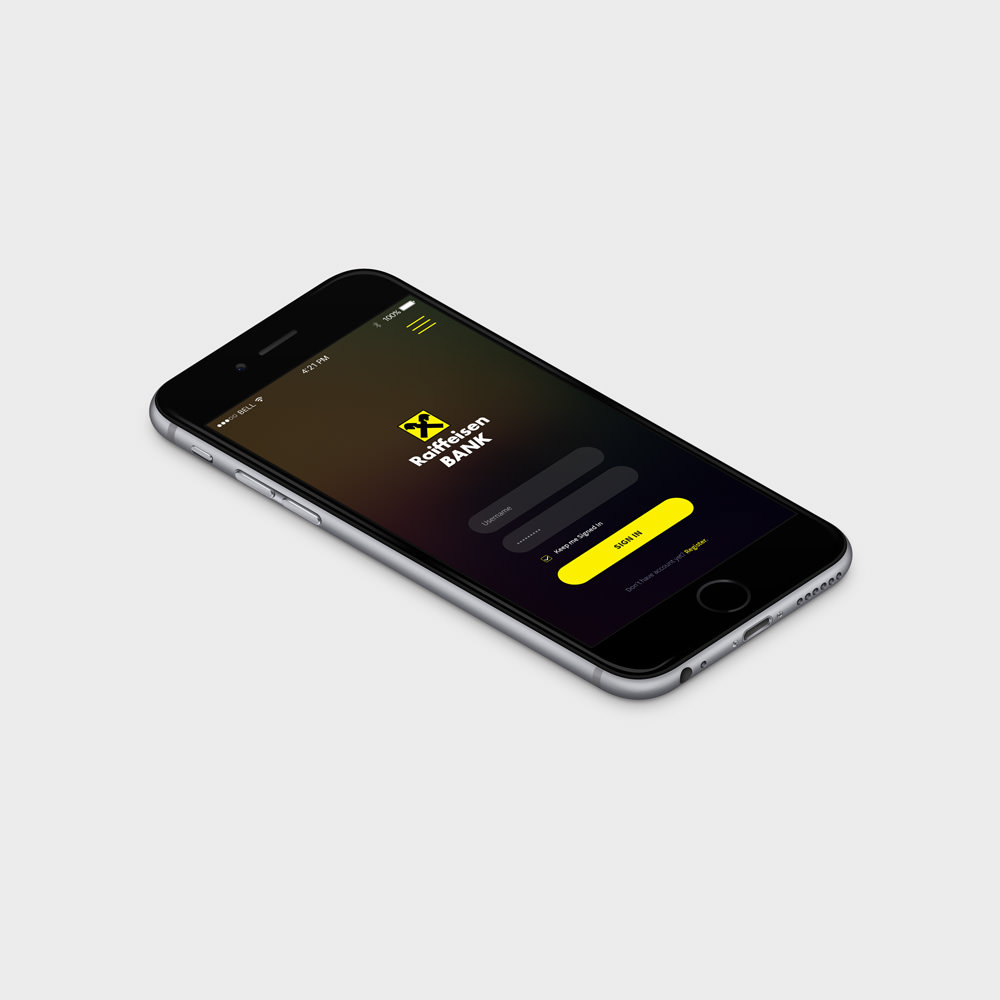 ●●●○○ BELL
4:21 PM
100%
Raiffeisen
BANK
Username
•••••••••
Keep me Signed In
SIGN IN
Don't have account yet? Register